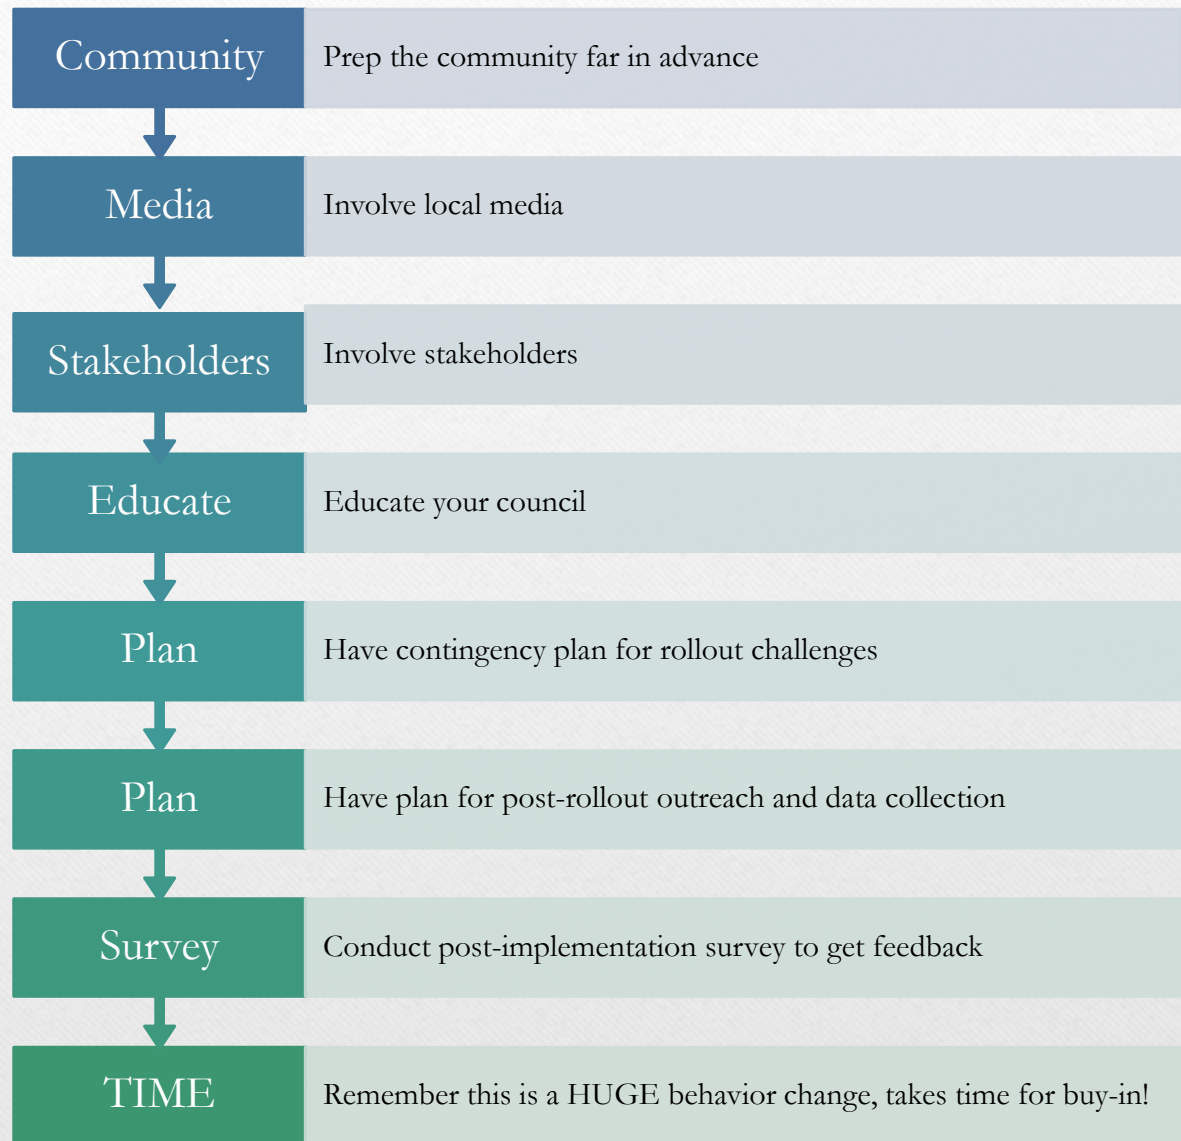 Community
Prep the community far in advance
Media
Involve local media
Stakeholders
Involve stakeholders
Educate
Educate your council
Plan
Have contingency plan for rollout challenges
Plan
Have plan for post-rollout outreach and data collection
Survey
Conduct post-implementation survey to get feedback
TIME
Remember this is a HUGE behavior change, takes time for buy-in!